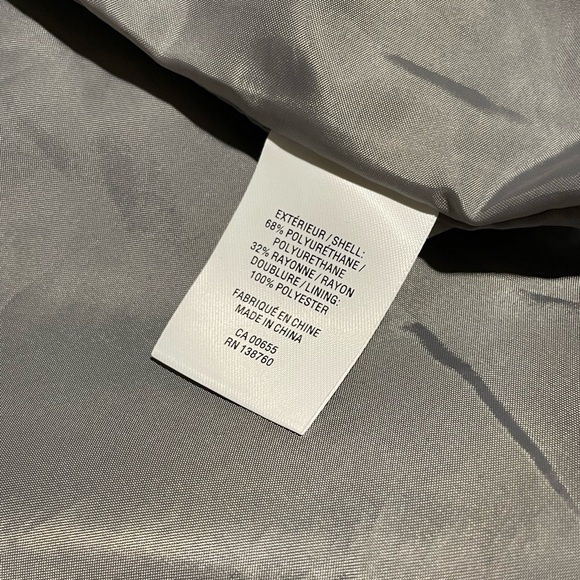 EXTÉRIEUR / SHELL:
68% POLYURÉTHANE /
POLYURETHANE
32% RAYONNE / RAYON
DOUBLURE / LINING:
100% POLYESTER
FABRIQUÉ EN CHINE
MADE IN CHINA
CA 00655
RN 138760